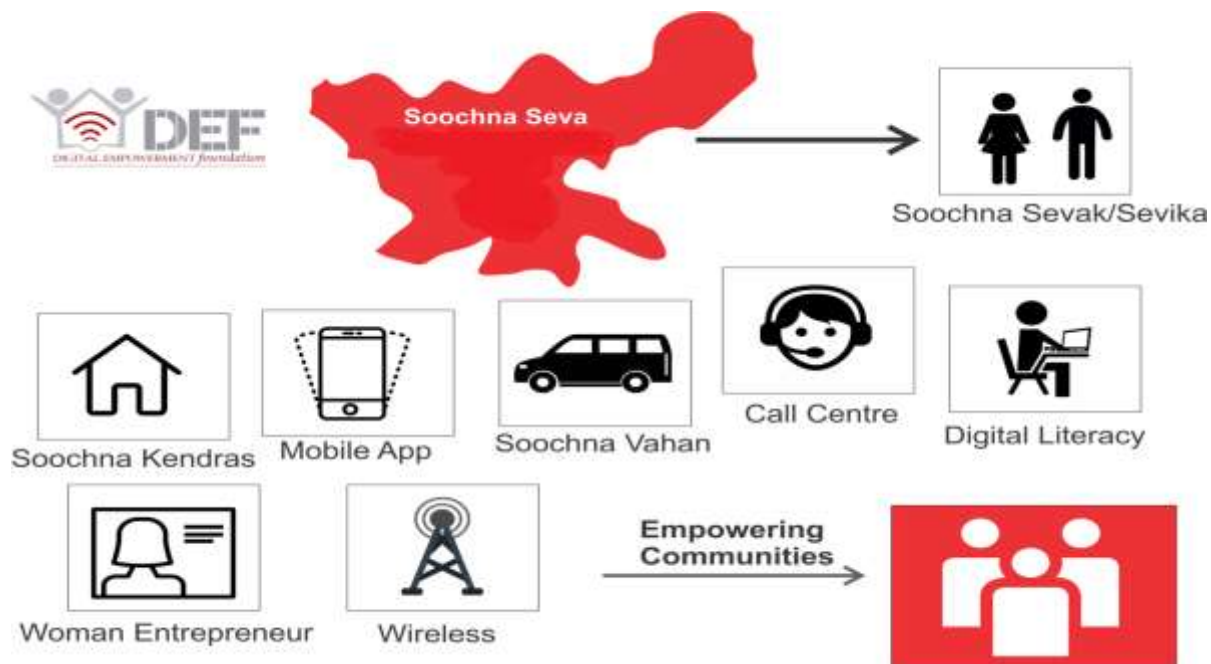 DEF
DIGITAL EMPOWERMENT foundation
Soochna Seva
Soochna Sevak/Sevika
Soochna Kendras
Mobile App
Soochna Vahan
Call Centre
Digital Literacy
Woman Entrepreneur
Wireless
Empowering
Communities